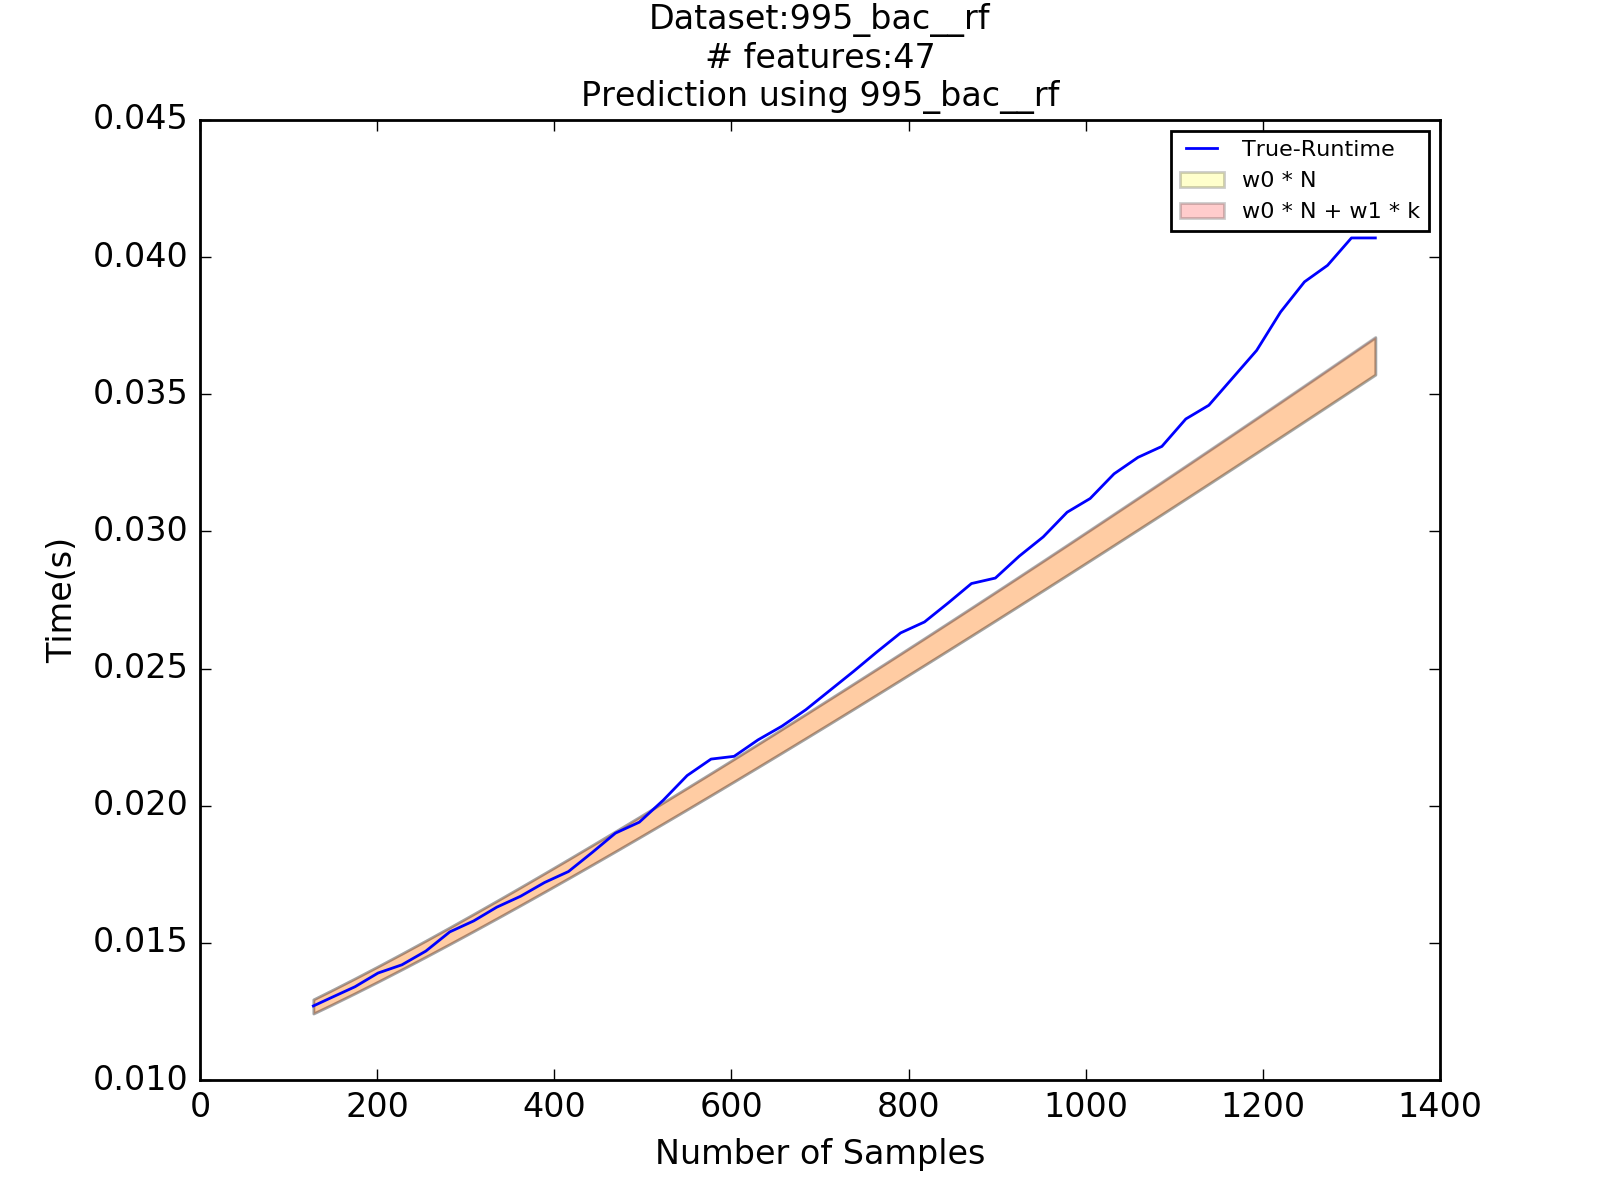 Dataset:995_bac__rf
# features:47
Prediction using 995_bac__rf
True-Runtime
w0 * N
w0 * N + w1 * k
0.045
0.040
0.035
0.030
0.025
0.020
0.015
0.010
Time(s)
0 200 400 600 800 1000 1200 1400
Number of Samples